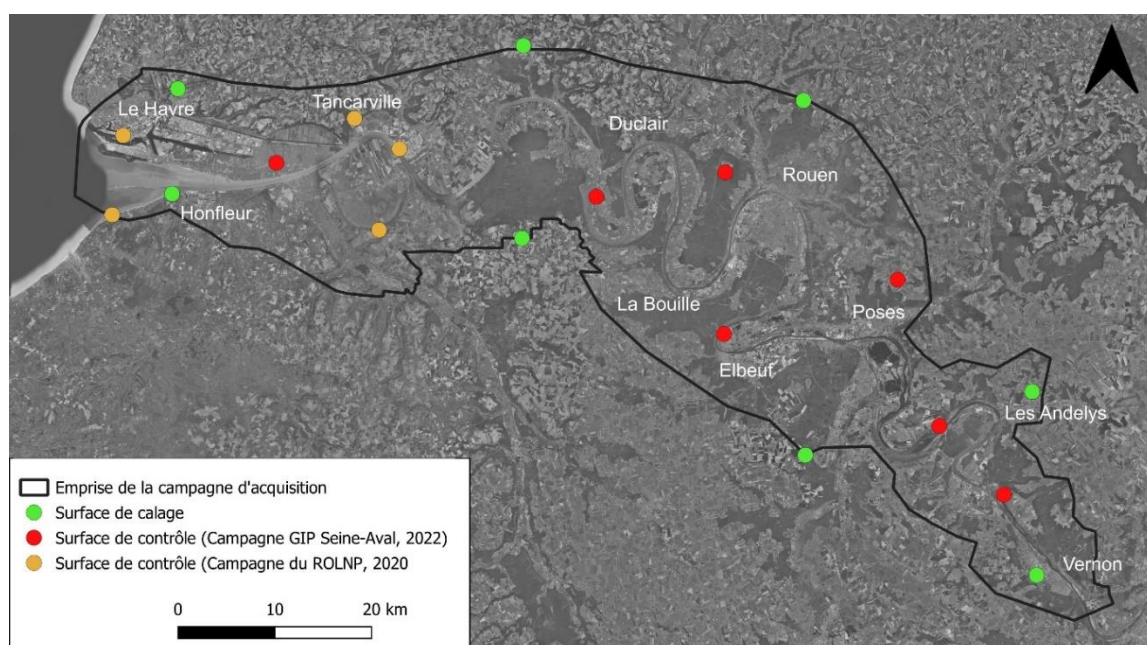 Le Havre
Tancarville
Duclair
Rouen
Honfleur
La Bouille
Poses
Elbeuf
Les Andelys
Vernon
Emprise de la campagne d'acquisition
Surface de calage
Surface de contrôle (Campagne GIP Seine-Aval, 2022)
Surface de contrôle (Campagne du ROLNP, 2020
0 10 20 km